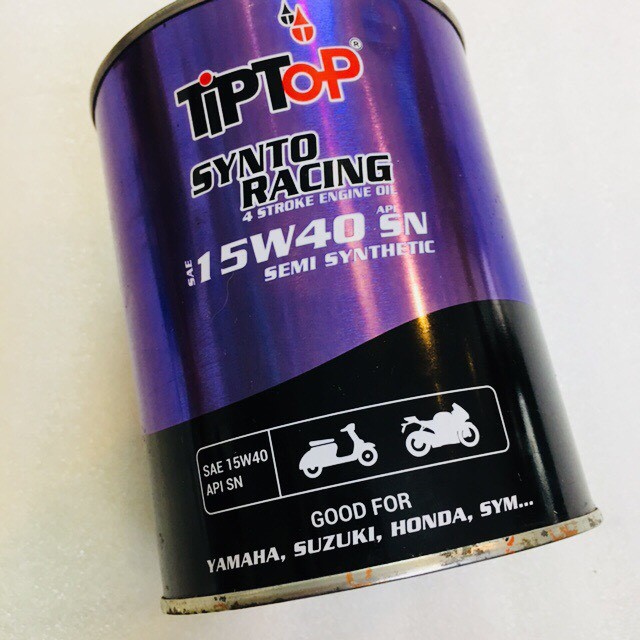 TiPToP®
SYNTO
RACING
4 STROKE ENGINE OIL
SAE 15W40 API SN
SEMI SYNTHETIC
SAE 15W40
API SN
GOOD FOR
YAMAHA, SUZUKI, HONDA, SYM...